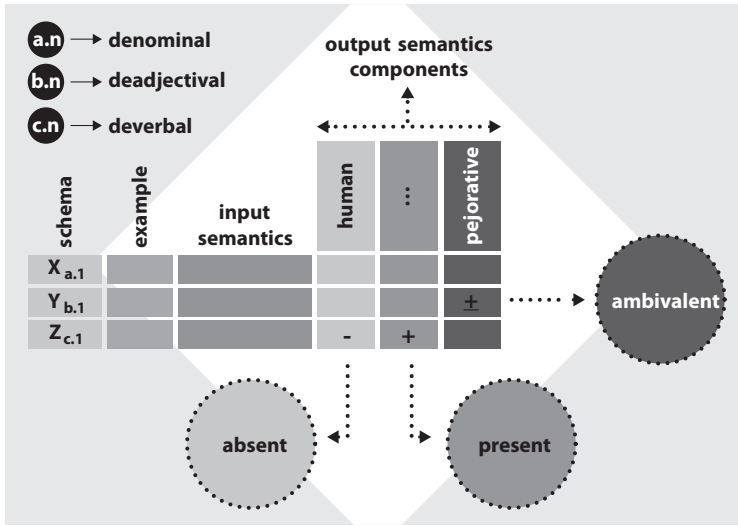 a.n denominal
b.n deadjectival
c.n deverbal
output semantics
components
schema
example
input
semantics
human
...
pejorative
X a.1
Y b.1
±
Z c.1
-
+
ambivalent
absent
present